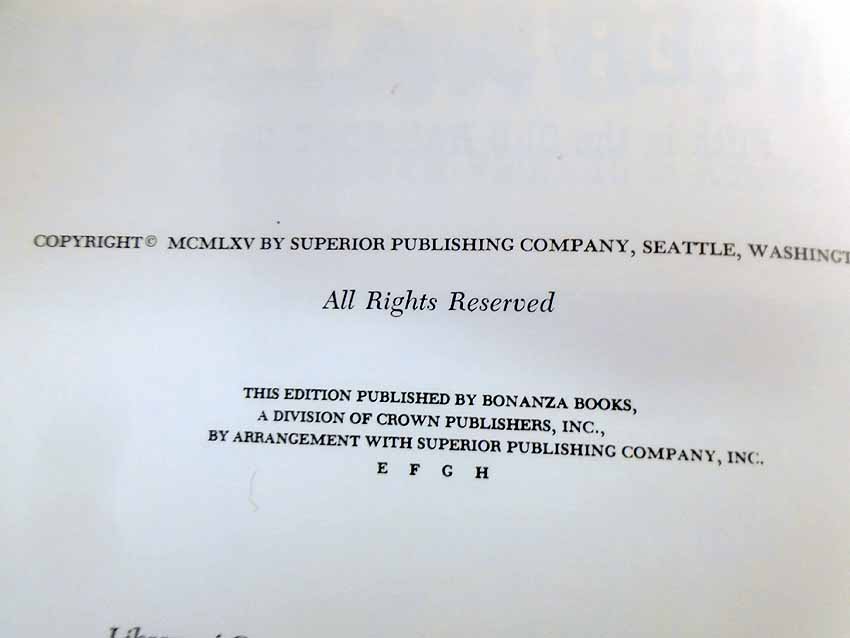 COPYRIGHT© MCMLXV BY SUPERIOR PUBLISHING COMPANY, SEATTLE, WASHINGT
All Rights Reserved
THIS EDITION PUBLISHED BY BONANZA BOOKS,
A DIVISION OF CROWN PUBLISHERS, INC.,
BY ARRANGEMENT WITH SUPERIOR PUBLISHING COMPANY, INC.
E F G H